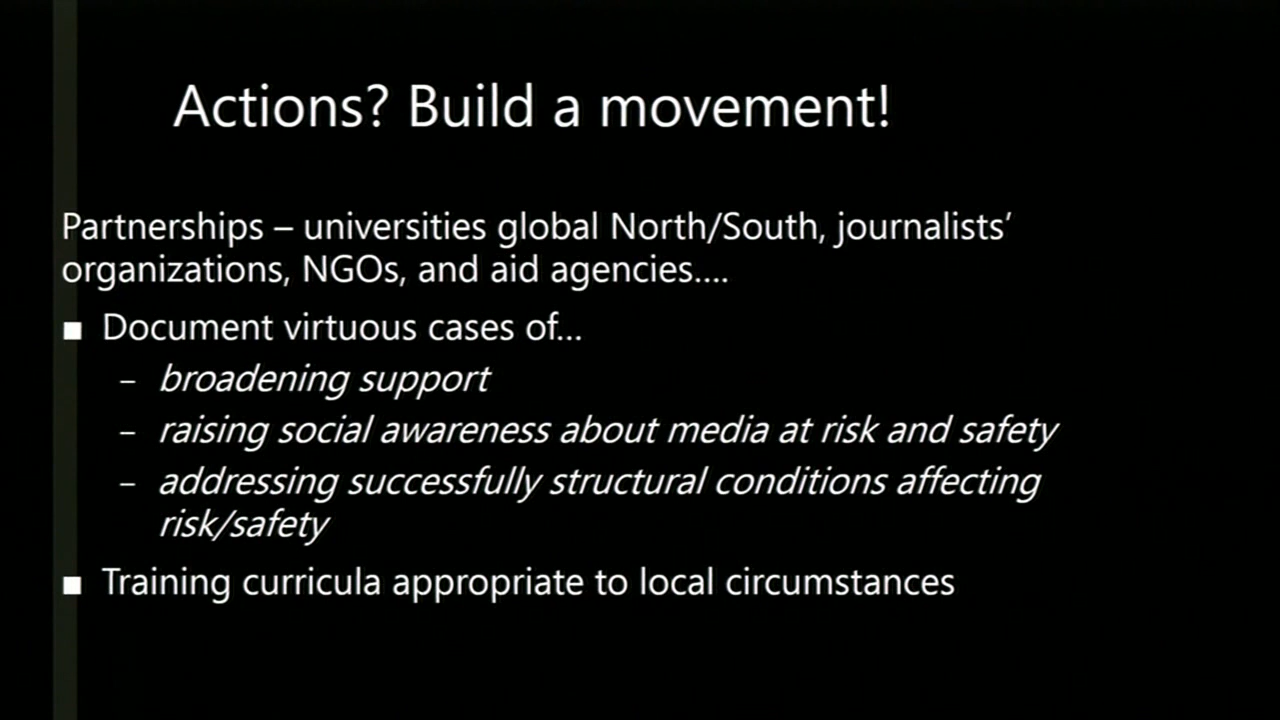 Actions? Build a movement!
Partnerships – universities global North/South, journalists’
organizations, NGOs, and aid agencies....
■ Document virtuous cases of...
– broadening support
– raising social awareness about media at risk and safety
– addressing successfully structural conditions affecting
risk/safety
■ Training curricula appropriate to local circumstances